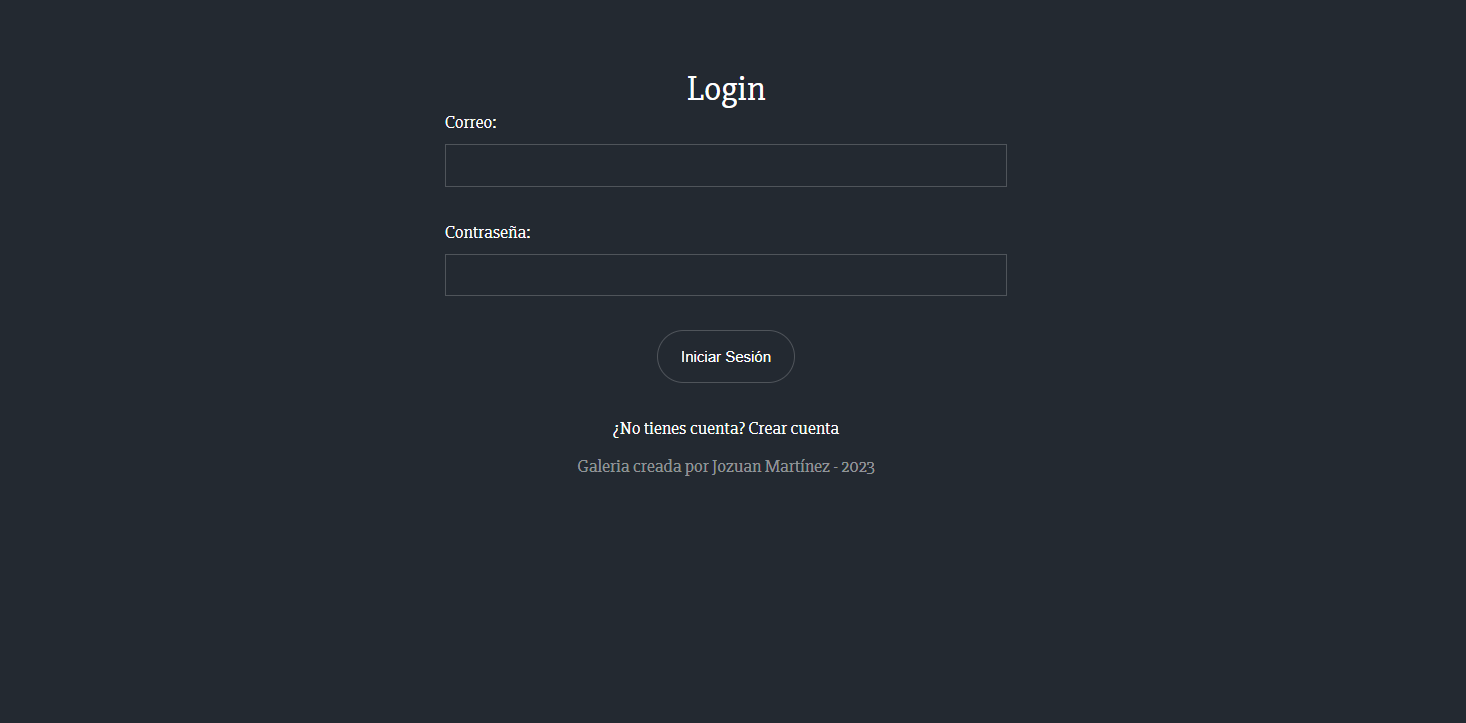 Login
Correo:
Contraseña:
Iniciar Sesión
¿No tienes cuenta? Crear cuenta
Galeria creada por Jozuan Martínez - 2023